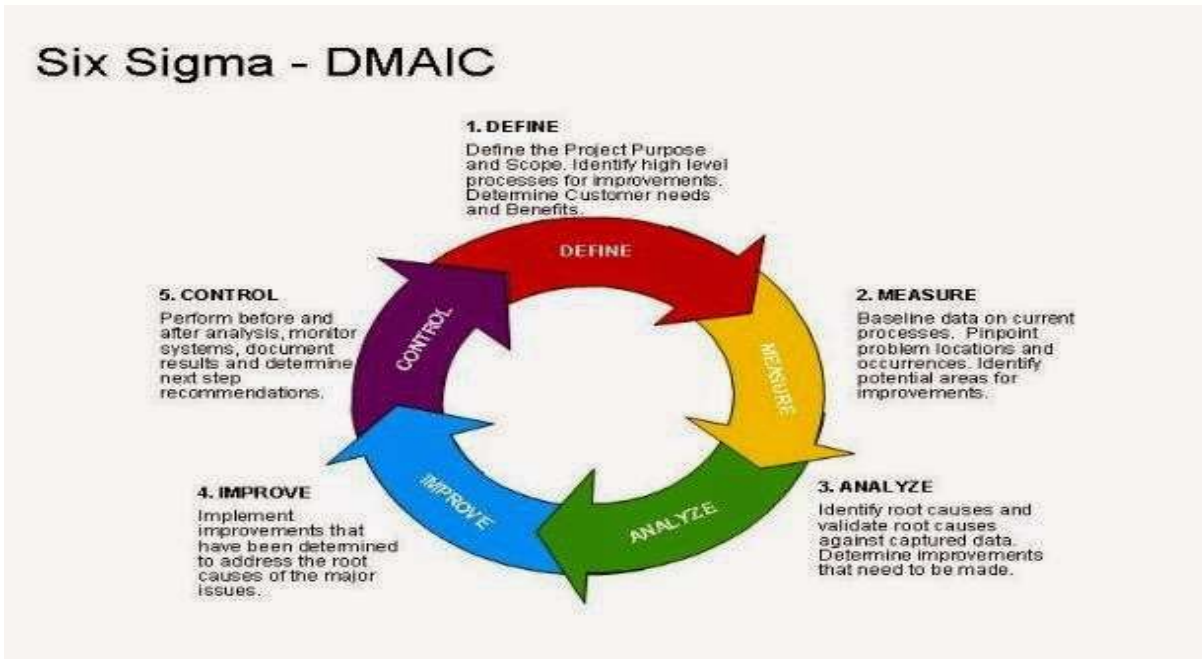 Six Sigma - DMAIC
1. DEFINE
Define the Project Purpose
and Scope. Identify high level
processes for improvements.
Determine Customer needs
and Benefits.
DEFINE
2. MEASURE
Baseline data on current
processes. Pinpoint
problem locations and
occurrences. Identify
potential areas for
improvements.
MEASURE
3. ANALYZE
Identify root causes and
validate root causes
against captured data.
Determine improvements
that need to be made.
ANALYZE
4. IMPROVE
Implement
improvements that
have been determined
to address the root
causes of the major
issues.
IMPROVE
5. CONTROL
Perform before and
after analysis, monitor
systems, document
results and determine
next step
recommendations.
CONTROL